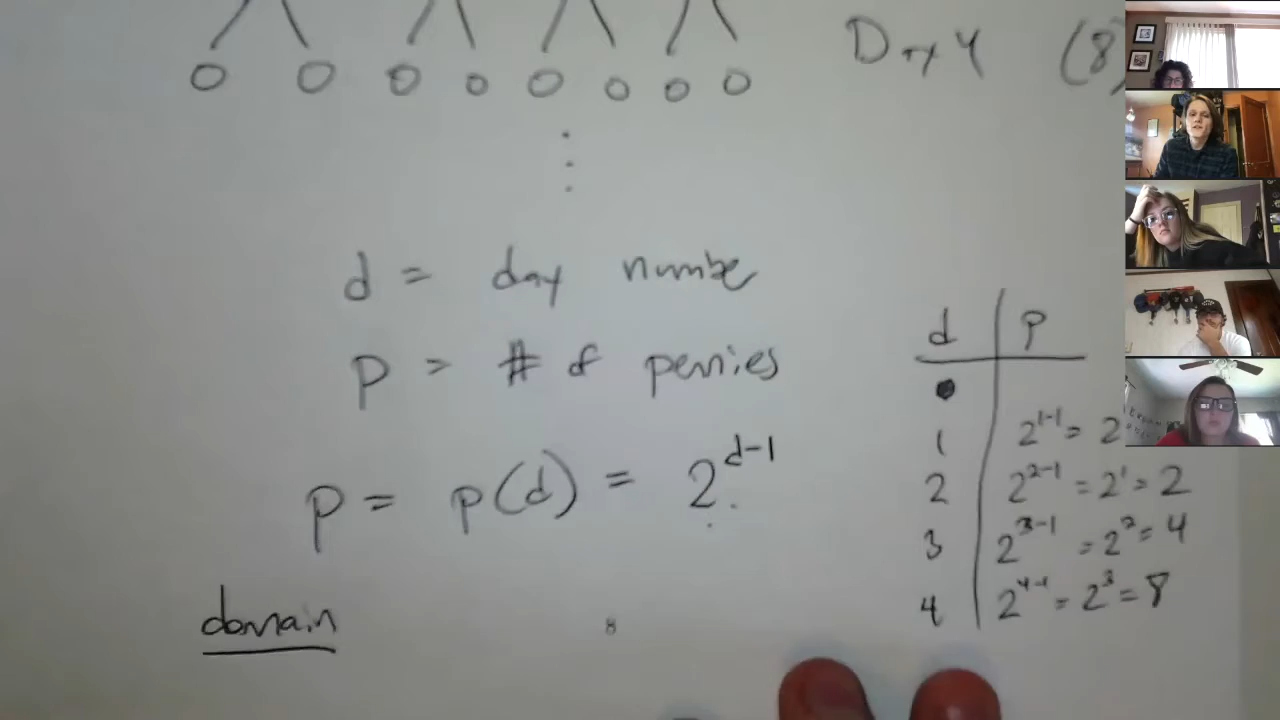 Day 4 (8)
d = day number
p = # of pennies
p = p(d) = 2^{d-1}
domain
8
d | p
1 | 2^{1-1} = 2
2 | 2^{2-1} = 2^1 = 2
3 | 2^{3-1} = 2^2 = 4
4 | 2^{4-1} = 2^3 = 8